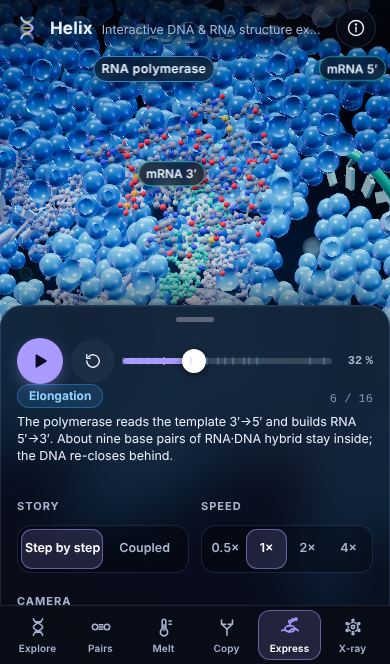 Helix Interactive DNA & RNA structure ex...
RNA polymerase
mRNA 5′
mRNA 3′
32 %
Elongation
6 / 16
The polymerase reads the template 3′→5′ and builds RNA
5′→3′. About nine base pairs of RNA·DNA hybrid stay inside;
the DNA re-closes behind.
STORY
SPEED
Step by step
Coupled
0.5×
1×
2×
4×
CAMERA
Explore
Pairs
Melt
Copy
Express
X-ray